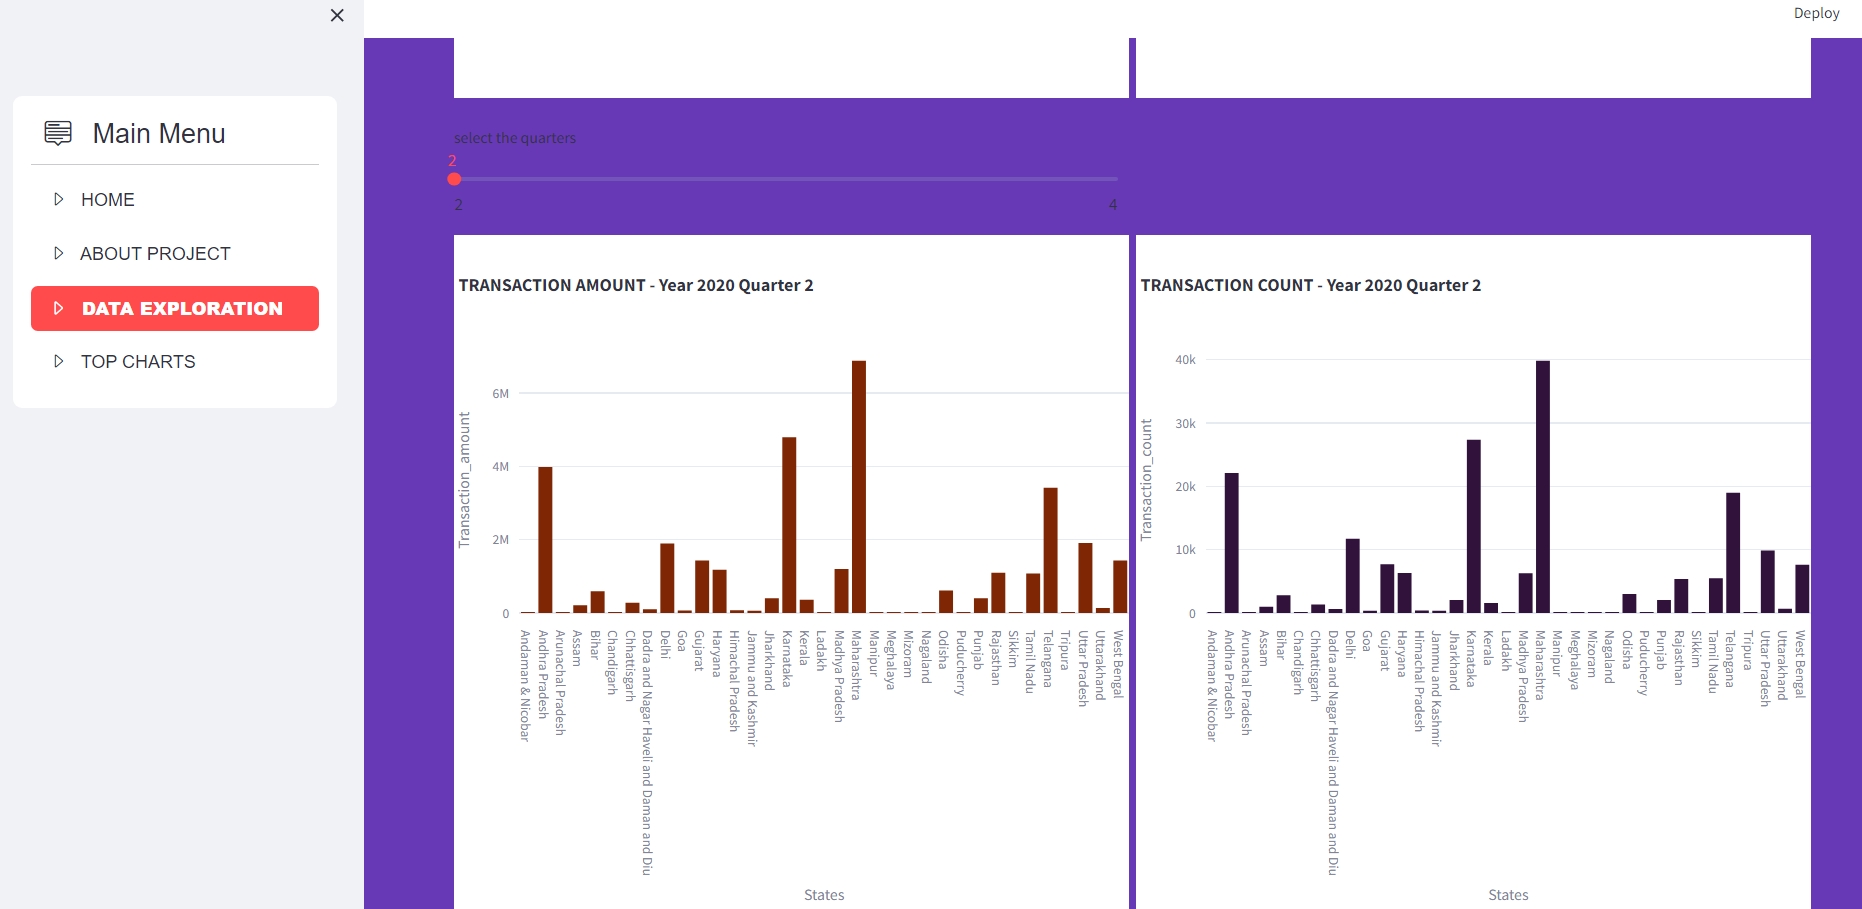 Deploy
Main Menu
HOME
ABOUT PROJECT
DATA EXPLORATION
TOP CHARTS
select the quarters
2
2
4
TRANSACTION AMOUNT - Year 2020 Quarter 2
Transaction_amount
6M
4M
2M
0
Andaman & Nicobar
Andhra Pradesh
Arunachal Pradesh
Assam
Bihar
Chandigarh
Chhattisgarh
Dadra and Nagar Haveli and Daman and Diu
Delhi
Goa
Gujarat
Haryana
Himachal Pradesh
Jammu and Kashmir
Jharkhand
Karnataka
Kerala
Ladakh
Madhya Pradesh
Maharashtra
Manipur
Meghalaya
Mizoram
Nagaland
Odisha
Puducherry
Punjab
Rajasthan
Sikkim
Tamil Nadu
Telangana
Tripura
Uttar Pradesh
Uttarakhand
West Bengal
States
TRANSACTION COUNT - Year 2020 Quarter 2
Transaction_count
40k
30k
20k
10k
0
Andaman & Nicobar
Andhra Pradesh
Arunachal Pradesh
Assam
Bihar
Chandigarh
Chhattisgarh
Dadra and Nagar Haveli and Daman and Diu
Delhi
Goa
Gujarat
Haryana
Himachal Pradesh
Jammu and Kashmir
Jharkhand
Karnataka
Kerala
Ladakh
Madhya Pradesh
Maharashtra
Manipur
Meghalaya
Mizoram
Nagaland
Odisha
Puducherry
Punjab
Rajasthan
Sikkim
Tamil Nadu
Telangana
Tripura
Uttar Pradesh
Uttarakhand
West Bengal
States